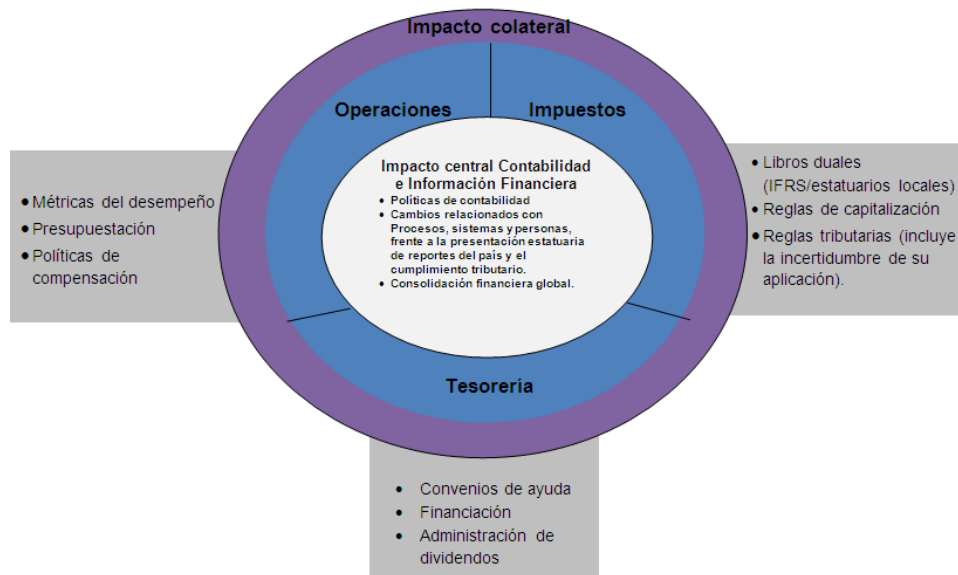 Impacto colateral
Operaciones
Impuestos
Impacto central Contabilidad
e Información Financiera
• Políticas de contabilidad
• Cambios relacionados con
Procesos, sistemas y personas,
frente a la presentación estatuaria
de reportes del país y el
cumplimiento tributario.
• Consolidación financiera global.
Tesorería
• Métricas del desempeño
• Presupuestación
• Políticas de
compensación
• Libros duales
(IFRS/estatuarios locales)
• Reglas de capitalización
• Reglas tributarias (incluye
la incertidumbre de su
aplicación).
• Convenios de ayuda
• Financiación
• Administración de
dividendos